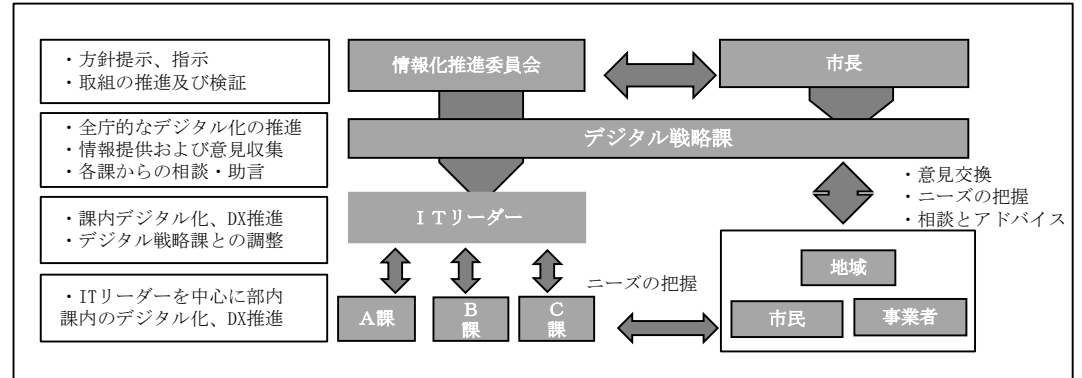 ・方針提示、指示
・取組の推進及び検証
情報化推進委員会
市長
・全庁的なデジタル化の推進
・情報提供および意見収集
・各課からの相談・助言
デジタル戦略課
・意見交換
・ニーズの把握
・相談とアドバイス
・課内デジタル化、DX推進
・デジタル戦略課との調整
ＩＴリーダー
・ITリーダーを中心に部内
課内のデジタル化、DX推進
Ａ課
Ｂ
課
Ｃ
課
ニーズの把握
地域
市民
事業者